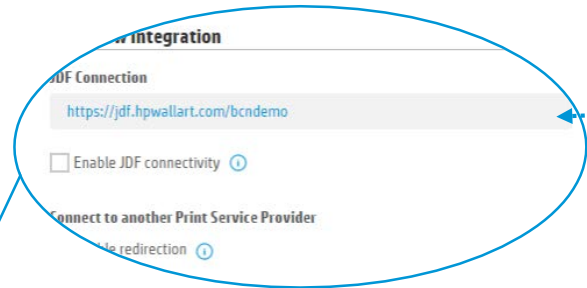 Integration
JDF Connection
https://jdf.hpwallart.com/bcndemo
Enable JDF connectivity
Connect to another Print Service Provider
redirection